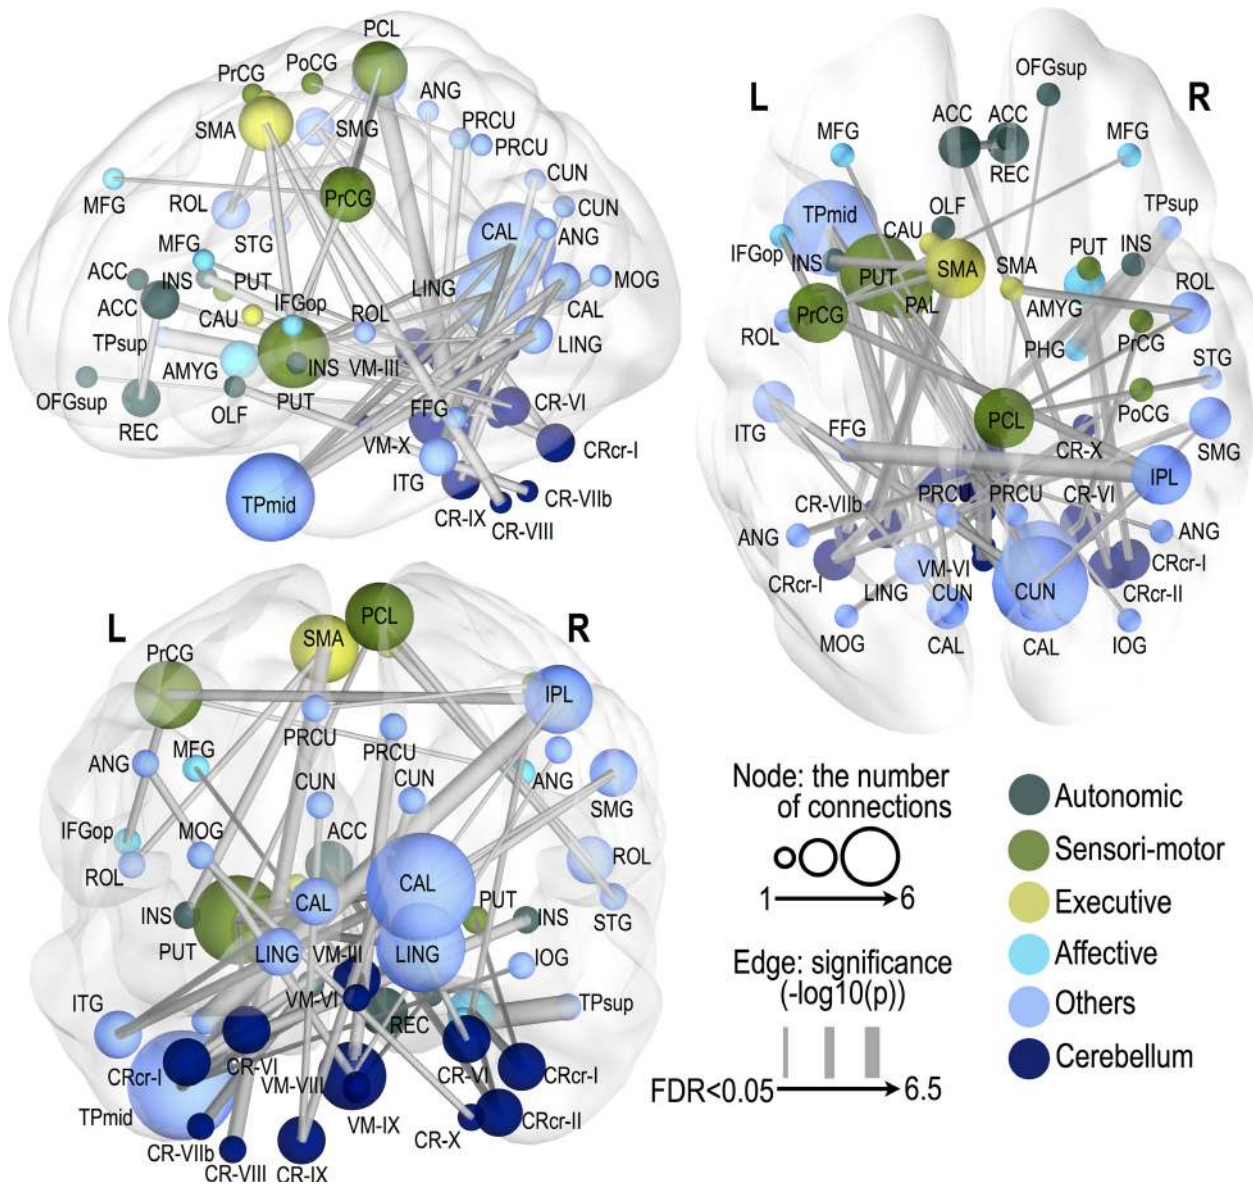 PCL
PrCG
PoCG
ANG
SMA
SMG
PRCU
PRCU
CUN
MFG
PrCG
ROL
CUN
STG
CAL
ANG
MFG
ACC
INS
PUT
LING
MOG
ACC
IFGop
ROL
CAL
CAU
TPsup
LING
AMYG
INS
VM-III
OFGsup
OLF
PUT
FFG
CR-VI
REC
VM-X
CRcr-I
ITG
TPmid
CR-VIIb
CR-IX
CR-VIII
OFGsup
L
R
ACC
ACC
MFG
MFG
REC
TPmid
OLF
TPsup
CAU
IFGop
INS
PUT
INS
SMA
SMA
PUT
ROL
PAL
AMYG
PrCG
ROL
PrCG
PHG
STG
PoCG
PCL
ITG
FFG
SMG
CR-X
IPL
CR-VIIb
PRCU
PRCU
CR-VI
ANG
ANG
CRcr-I
LING
VM-VI
CRcr-I
CUN
CUN
CRcr-II
MOG
CAL
CAL
IOG
L
R
PCL
SMA
PrCG
IPL
PRCU
PRCU
ANG
MFG
CUN
CUN
ANG
SMG
IFGop
MOG
ACC
ROL
ROL
CAL
CAL
INS
PUT
INS
STG
PUT
LING
LING
VM-III
IOG
ITG
VM-VI
REC
TPsup
CRcr-I
CR-VI
CR-VI
CRcr-I
VM-VIII
TPmid
VM-IX
CRcr-II
CR-X
CR-VIIb
CR-VIII
CR-IX
Node: the number
of connections
1
6
Edge: significance
(-log10(p))
FDR<0.05
6.5
Autonomic
Sensori-motor
Executive
Affective
Others
Cerebellum